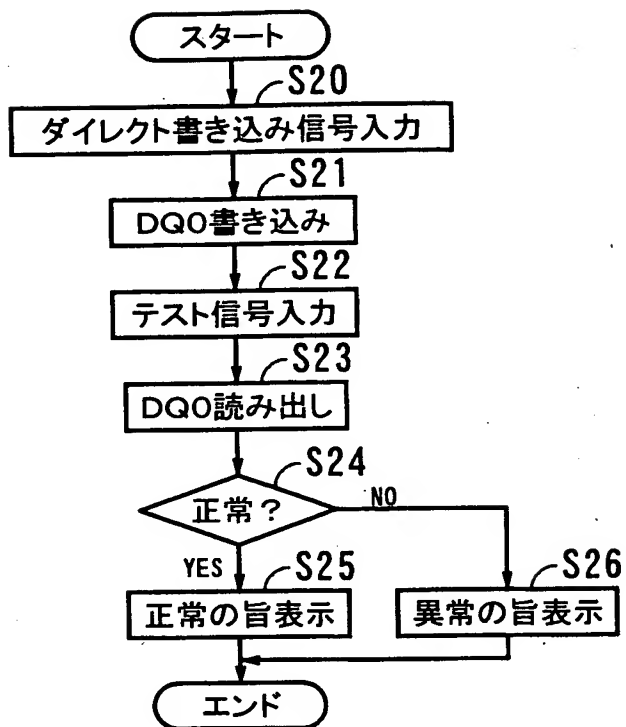 スタート
S20
ダイレクト書き込み信号入力
S21
DQ0書き込み
S22
テスト信号入力
S23
DQ0読み出し
S24
正常?
NO
YES
S25
S26
正常の旨表示
異常の旨表示
エンド